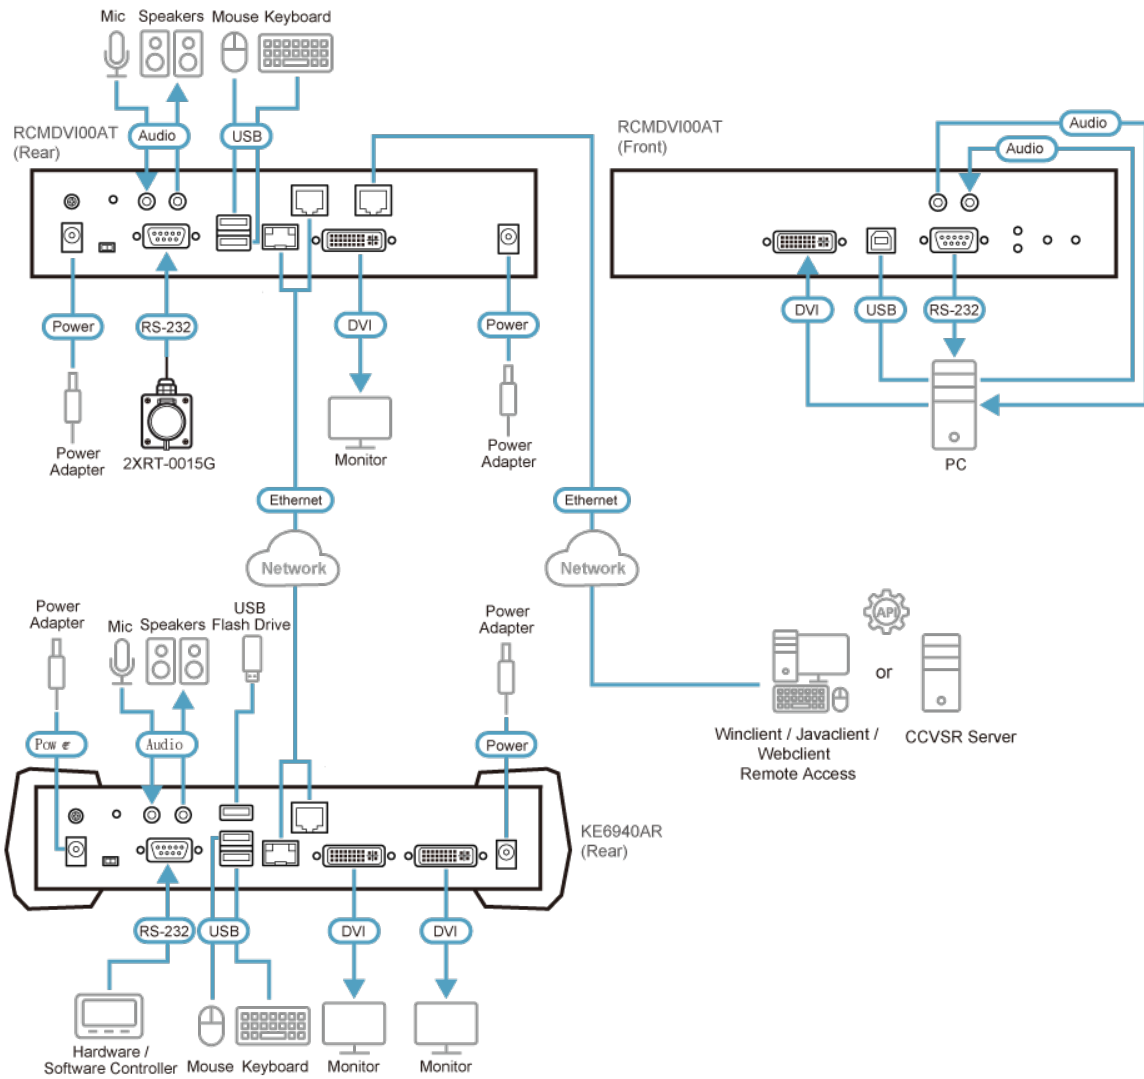 Mic Speakers Mouse Keyboard
RCMDVI00AT
(Rear)
Audio
USB
RCMDVI00AT
(Front)
Audio
Audio
Power
RS-232
DVI
Power
DVI
USB
RS-232
Power
Adapter
2XRT-0015G
Monitor
Power
Adapter
PC
Ethernet
Ethernet
Network
Network
Power
Adapter
Mic Speakers
USB
Flash Drive
Power
Adapter
API
or
Winclient / Javaclient /
Webclient
Remote Access
CCVSR Server
Power
Audio
Power
KE6940AR
(Rear)
RS-232
USB
DVI
DVI
Hardware /
Software Controller
Mouse Keyboard
Monitor
Monitor